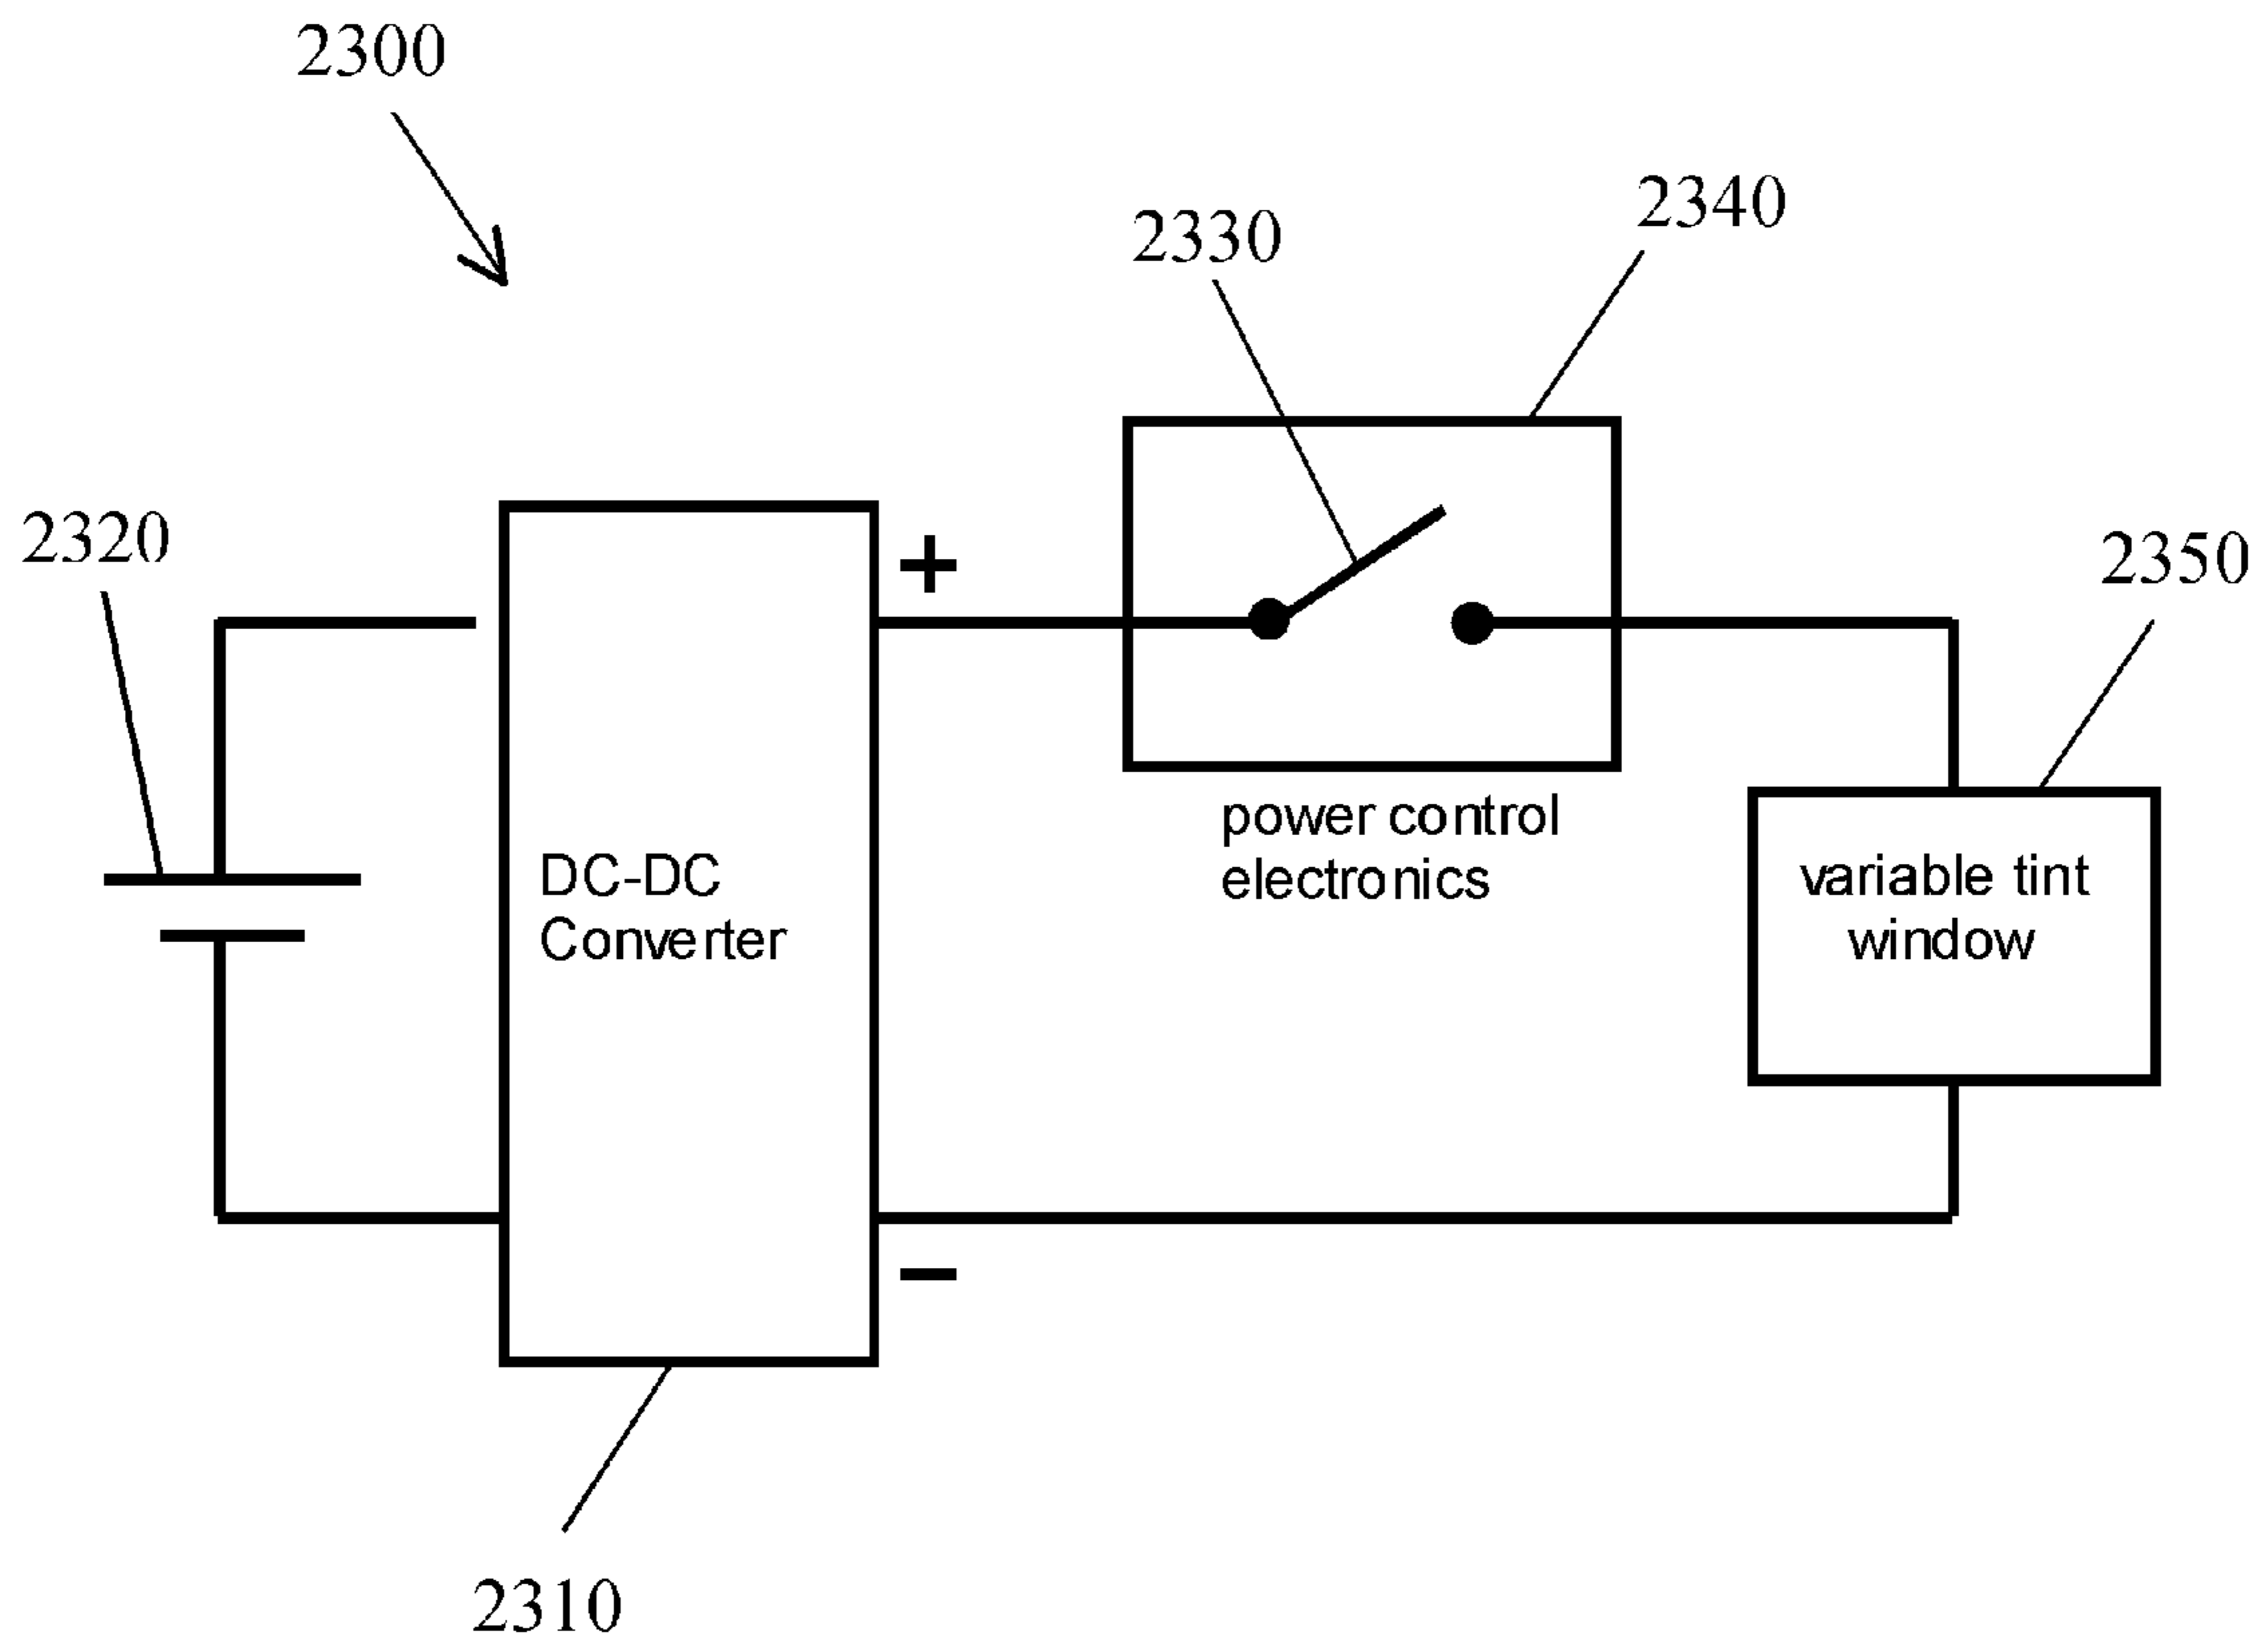 2300
2340
2330
2320
2350
+
power control
electronics
DC-DC
Converter
variable tint
window
−
2310